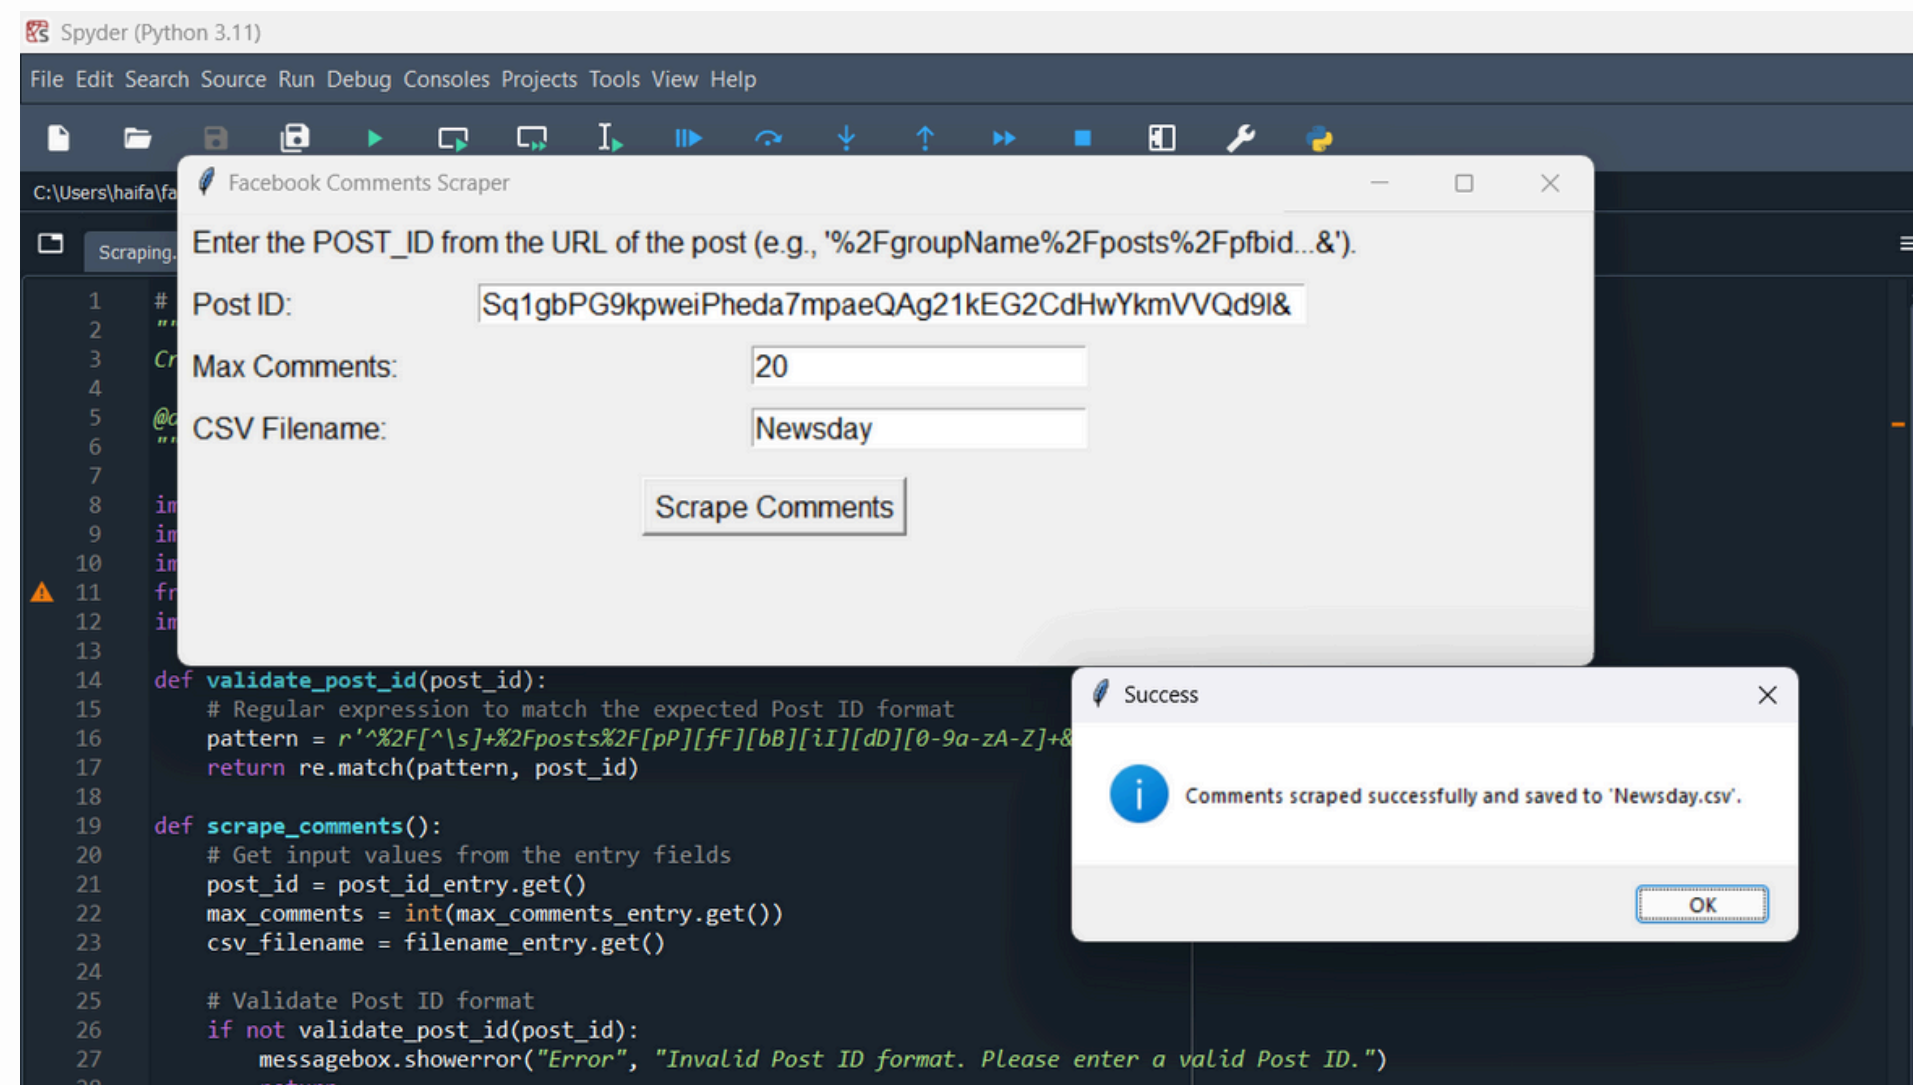 Spyder (Python 3.11)
File Edit Search Source Run Debug Consoles Projects Tools View Help
C:\Users\haifa\fa
Facebook Comments Scraper
Scraping.
Enter the POST_ID from the URL of the post (e.g., '%2FgroupName%2Fposts%2Fpfbid...&').
Post ID: Sq1gbPG9kpweiPheda7mpaeQAg21kEG2CdHwYkmVVQd9l&
Max Comments: 20
CSV Filename: Newsday
Scrape Comments
1 #
2 ""
3 Cr
4
5 @
6 ""
7
8 im
9 im
10 im
11 fr
12 im
13
14 def validate_post_id(post_id):
15 # Regular expression to match the expected Post ID format
16 pattern = r'^%2F[^\s]+%2Fposts%2F[pP][fF][bB][iI][dD][0-9a-zA-Z]+&
17 return re.match(pattern, post_id)
18
19 def scrape_comments():
20 # Get input values from the entry fields
21 post_id = post_id_entry.get()
22 max_comments = int(max_comments_entry.get())
23 csv_filename = filename_entry.get()
24
25 # Validate Post ID format
26 if not validate_post_id(post_id):
27 messagebox.showerror("Error", "Invalid Post ID format. Please enter a valid Post ID.")
Success
Comments scraped successfully and saved to 'Newsday.csv'.
OK